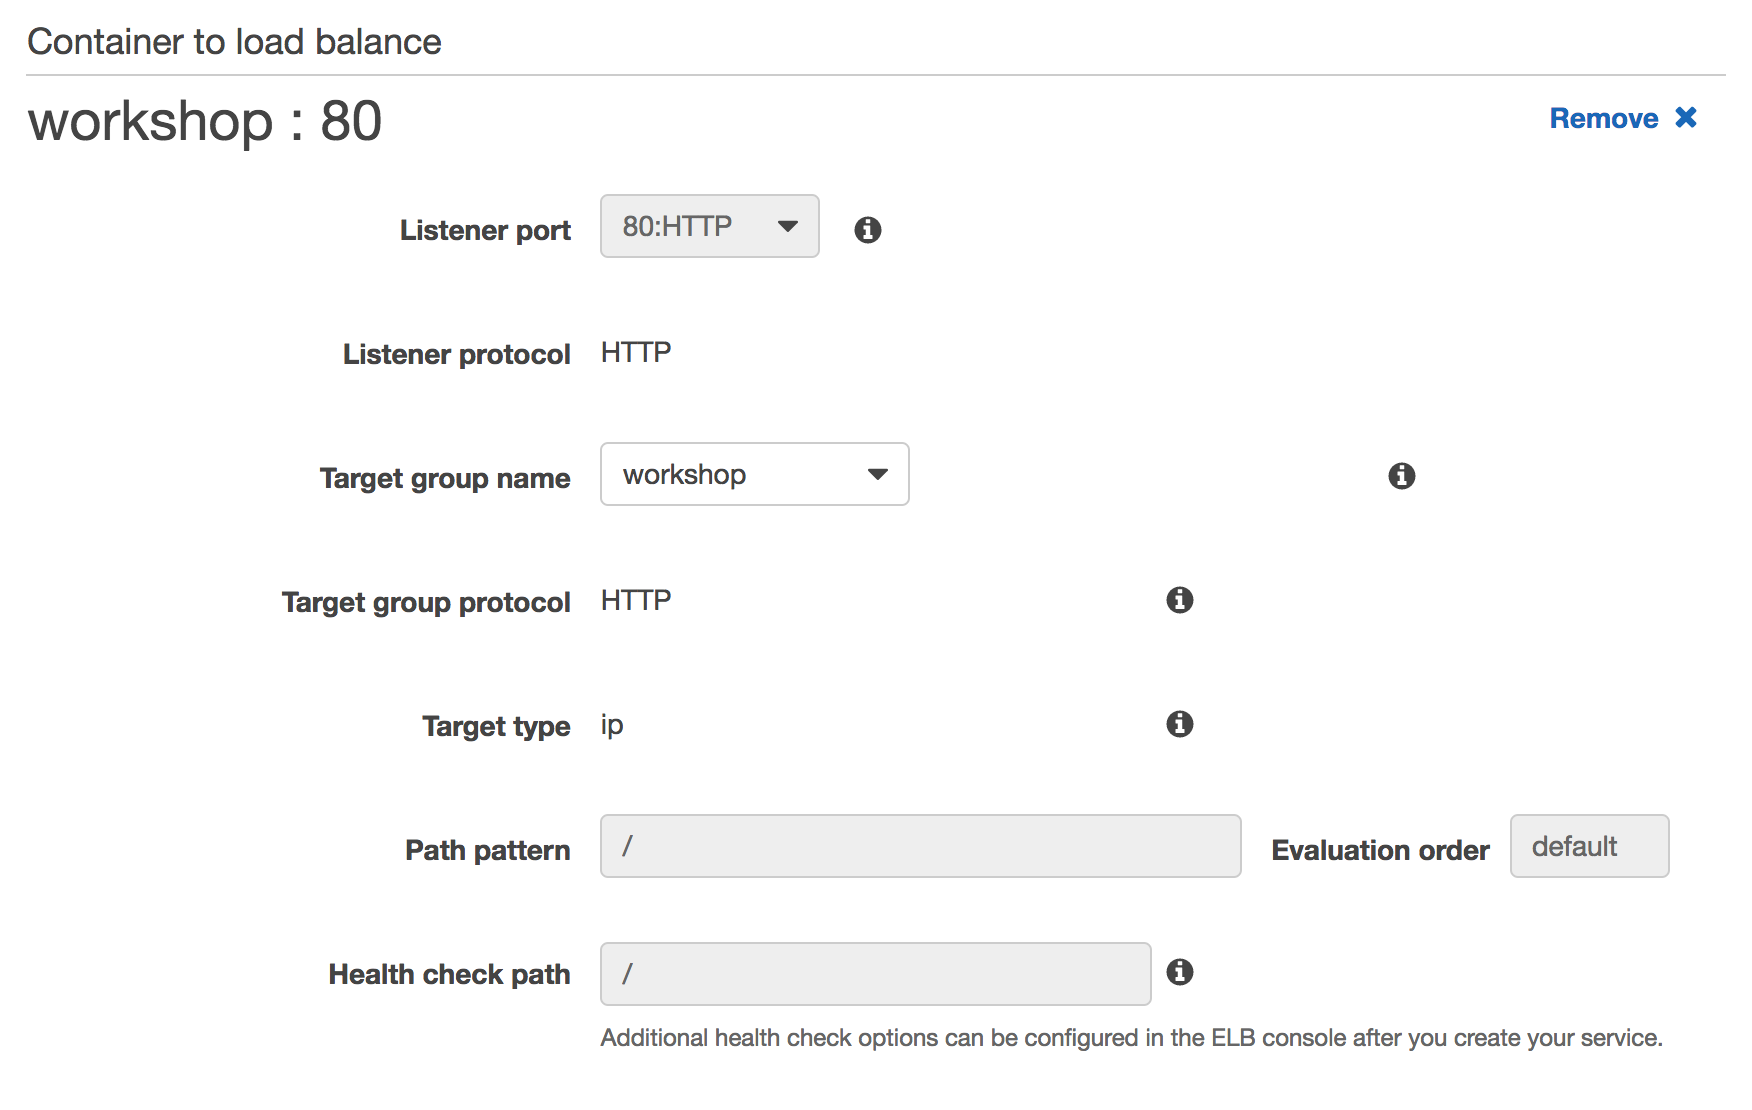 Container to load balance
workshop : 80
Remove
Listener port 80:HTTP
Listener protocol HTTP
Target group name workshop
Target group protocol HTTP
Target type ip
Path pattern / Evaluation order default
Health check path /
Additional health check options can be configured in the ELB console after you create your service.